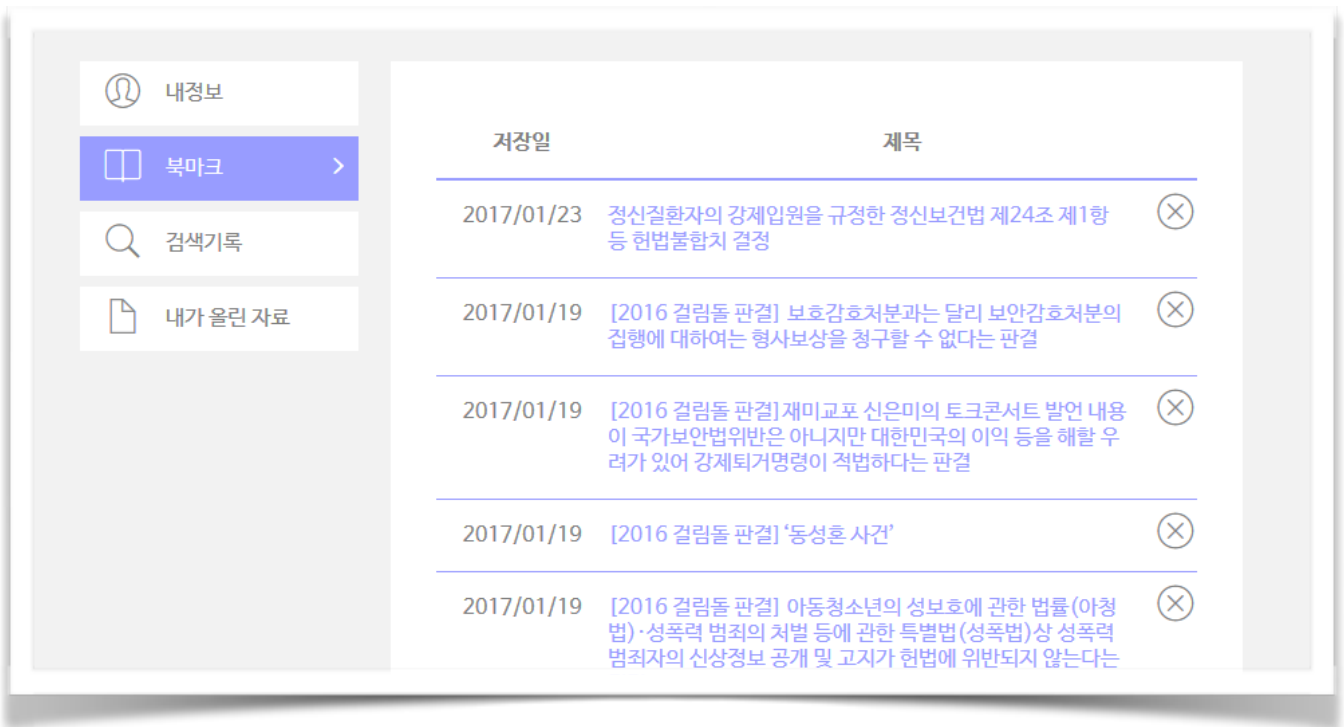 내정보
북마크
검색기록
내가 올린 자료
저장일 제목
2017/01/23 정신질환자의 강제입원을 규정한 정신보건법 제24조 제1항
등 헌법불합치 결정
2017/01/19 [2016 걸림돌 판결] 보호감호처분과는 달리 보안감호처분의
집행에 대하여는 형사보상을 청구할 수 없다는 판결
2017/01/19 [2016 걸림돌 판결]재미교포 신은미의 토크콘서트 발언 내용
이 국가보안법위반은 아니지만 대한민국의 이익 등을 해할 우
려가 있어 강제퇴거명령이 적법하다는 판결
2017/01/19 [2016 걸림돌 판결] ‘동성혼 사건’
2017/01/19 [2016 걸림돌 판결] 아동청소년의 성보호에 관한 법률(아청
법)·성폭력 범죄의 처벌 등에 관한 특별법(성폭법)상 성폭력
범죄자의 신상정보 공개 및 고지가 헌법에 위반되지 않는다는